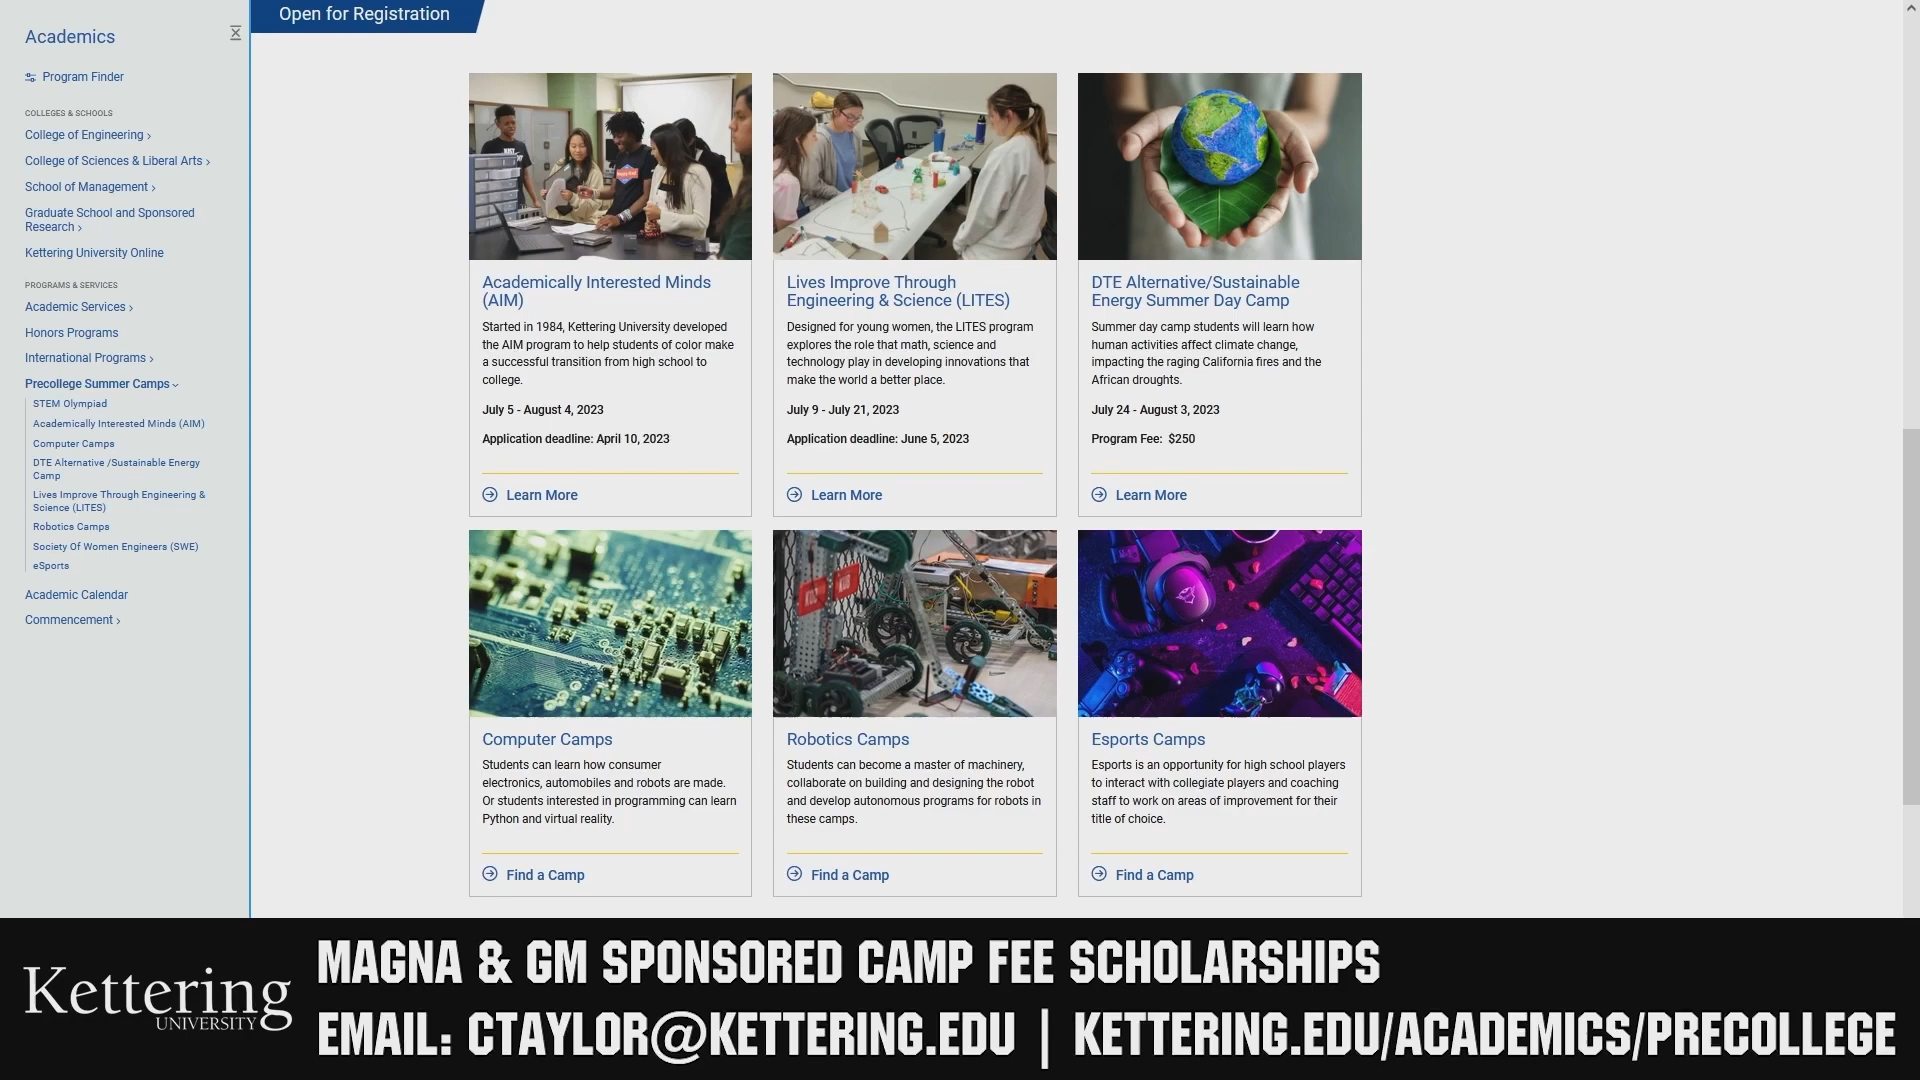 Open for Registration
Academics
Program Finder
COLLEGES & SCHOOLS
College of Engineering
College of Sciences & Liberal Arts
School of Management
Graduate School and Sponsored
Research
Kettering University Online
PROGRAMS & SERVICES
Academic Services
Honors Programs
International Programs
Precollege Summer Camps
STEM Olympiad
Academically Interested Minds (AIM)
Computer Camps
DTE Alternative /Sustainable Energy
Camp
Lives Improve Through Engineering &
Science (LITES)
Robotics Camps
Society Of Women Engineers (SWE)
eSports
Academic Calendar
Commencement
Academically Interested Minds
(AIM)
Started in 1984, Kettering University developed
the AIM program to help students of color make
a successful transition from high school to
college.
July 5 - August 4, 2023
Application deadline: April 10, 2023
Learn More
Lives Improve Through
Engineering & Science (LITES)
Designed for young women, the LITES program
explores the role that math, science and
technology play in developing innovations that
make the world a better place.
July 9 - July 21, 2023
Application deadline: June 5, 2023
Learn More
DTE Alternative/Sustainable
Energy Summer Day Camp
Summer day camp students will learn how
human activities affect climate change,
impacting the raging California fires and the
African droughts.
July 24 - August 3, 2023
Program Fee: $250
Learn More
Computer Camps
Students can learn how consumer
electronics, automobiles and robots are made.
Or students interested in programming can learn
Python and virtual reality.
Find a Camp
Robotics Camps
Students can become a master of machinery,
collaborate on building and designing the robot
and develop autonomous programs for robots in
these camps.
Find a Camp
Esports Camps
Esports is an opportunity for high school players
to interact with collegiate players and coaching
staff to work on areas of improvement for their
title of choice.
Find a Camp
Kettering
UNIVERSITY
MAGNA & GM SPONSORED CAMP FEE SCHOLARSHIPS
EMAIL: CTAYLOR@KETTERING.EDU | KETTERING.EDU/ACADEMICS/PRECOLLEGE